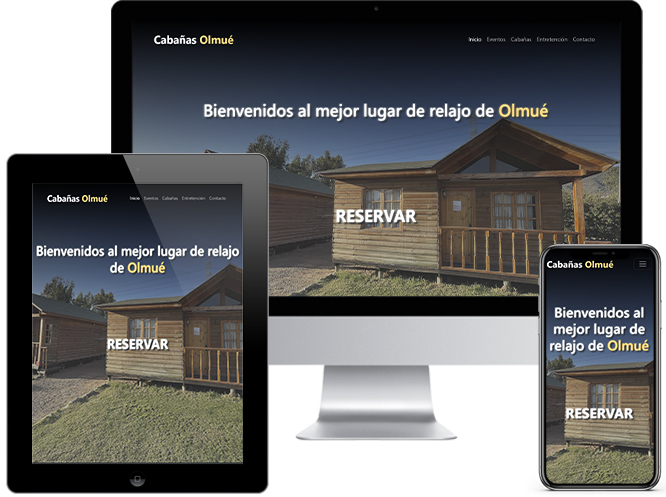 Cabañas Olmué
Inicio Eventos Cabañas Entretención Contacto
Bienvenidos al mejor lugar de relajo de Olmué
RESERVAR
Cabañas Olmué
Inicio Eventos Cabañas Entretención Contacto
Bienvenidos al mejor lugar de relajo
de Olmué
RESERVAR
Cabañas Olmué
Bienvenidos al
mejor lugar de
relajo de Olmué
RESERVAR